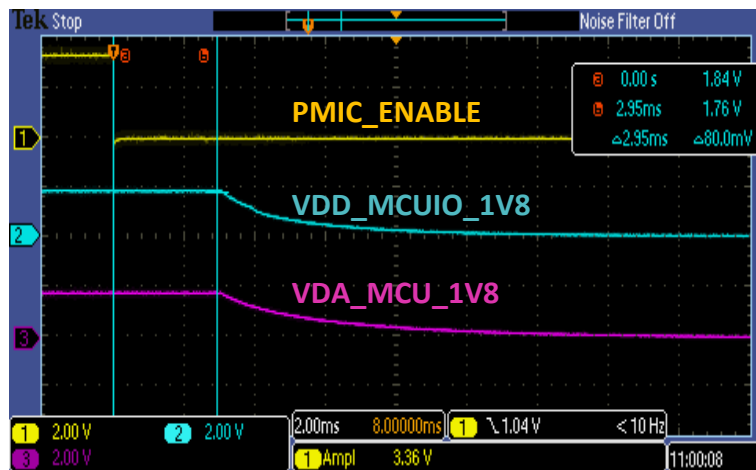 Tek Stop
Noise Filter Off
a b
a 0.00 s 1.84 V
b 2.95ms 1.76 V
△2.95ms △80.0mV
PMIC_ENABLE
1
VDD_MCUIO_1V8
2
VDA_MCU_1V8
3
1 2.00 V 2 2.00 V
3 2.00 V
2.00ms 8.00000ms
1 \ 1.04 V < 10 Hz
1 Ampl 3.36 V
11:00:08